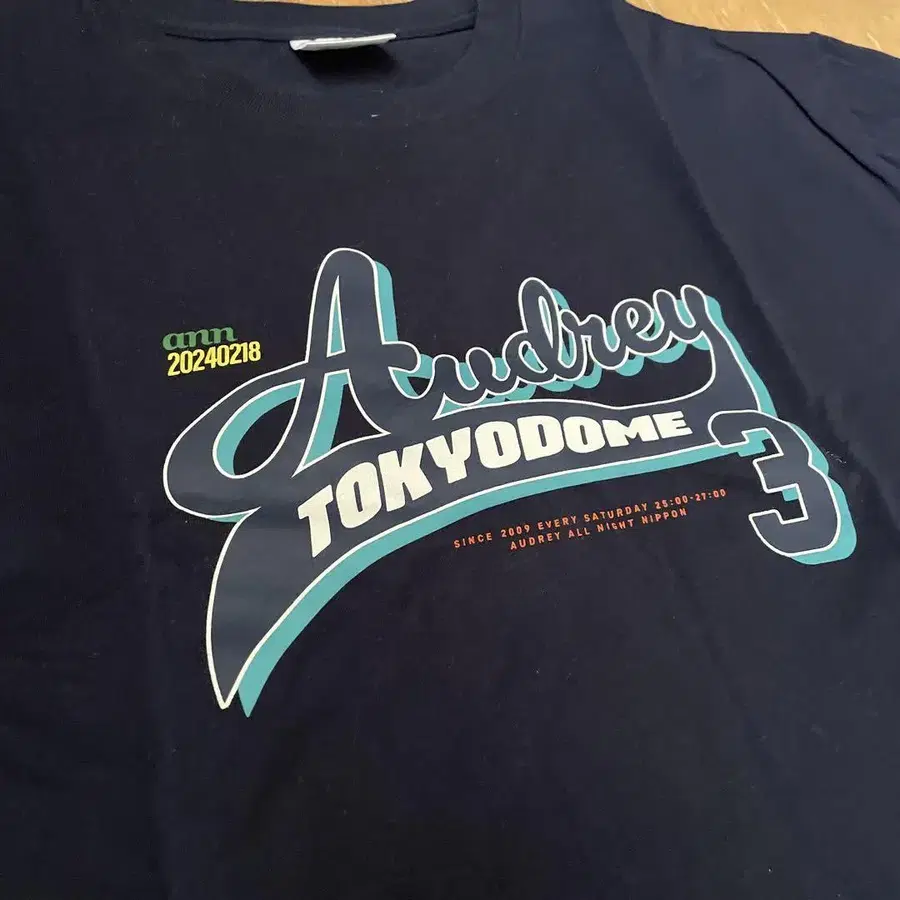 ann
20240218
Audrey
TOKYODOME
3
SINCE 2009 EVERY SATURDAY 25:00-27:00
AUDREY ALL NIGHT NIPPON